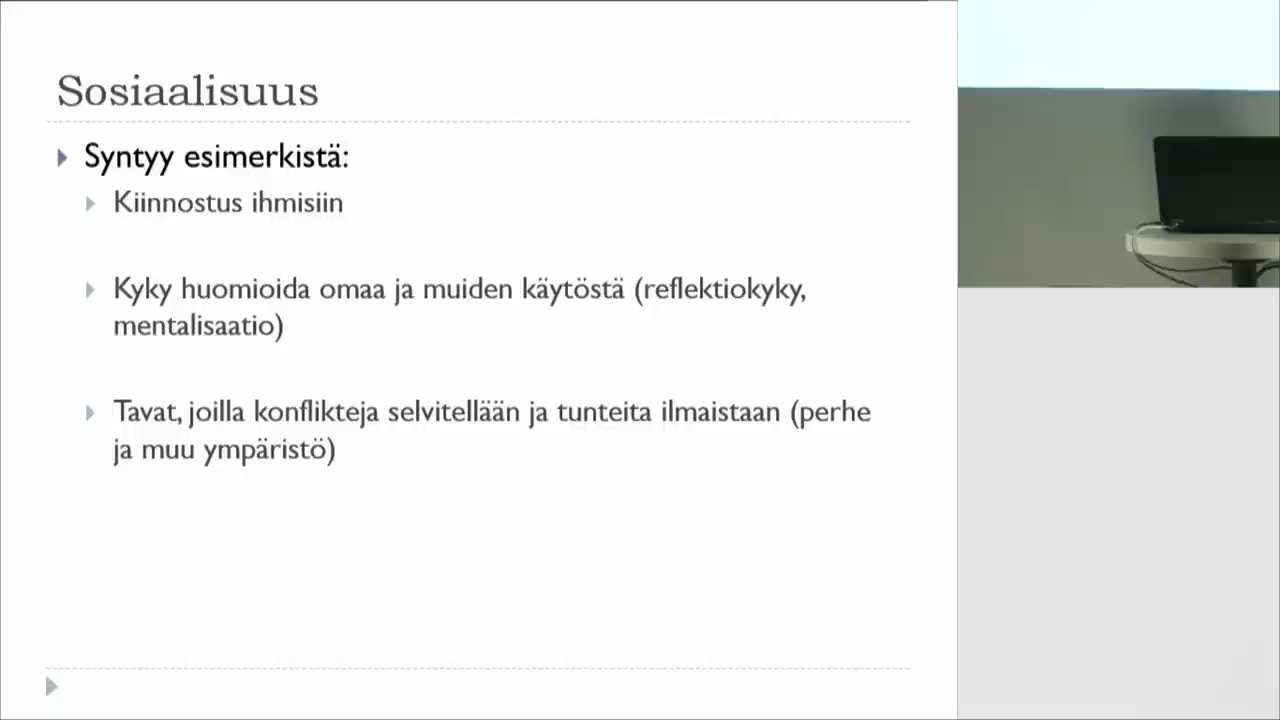 Sosiaalisuus
Syntyy esimerkistä:
Kiinnostus ihmisiin
Kyky huomioida omaa ja muiden käytöstä (reflektiokyky,
mentalisaatio)
Tavat, joilla konflikteja selvitellään ja tunteita ilmaistaan (perhe
ja muu ympäristö)